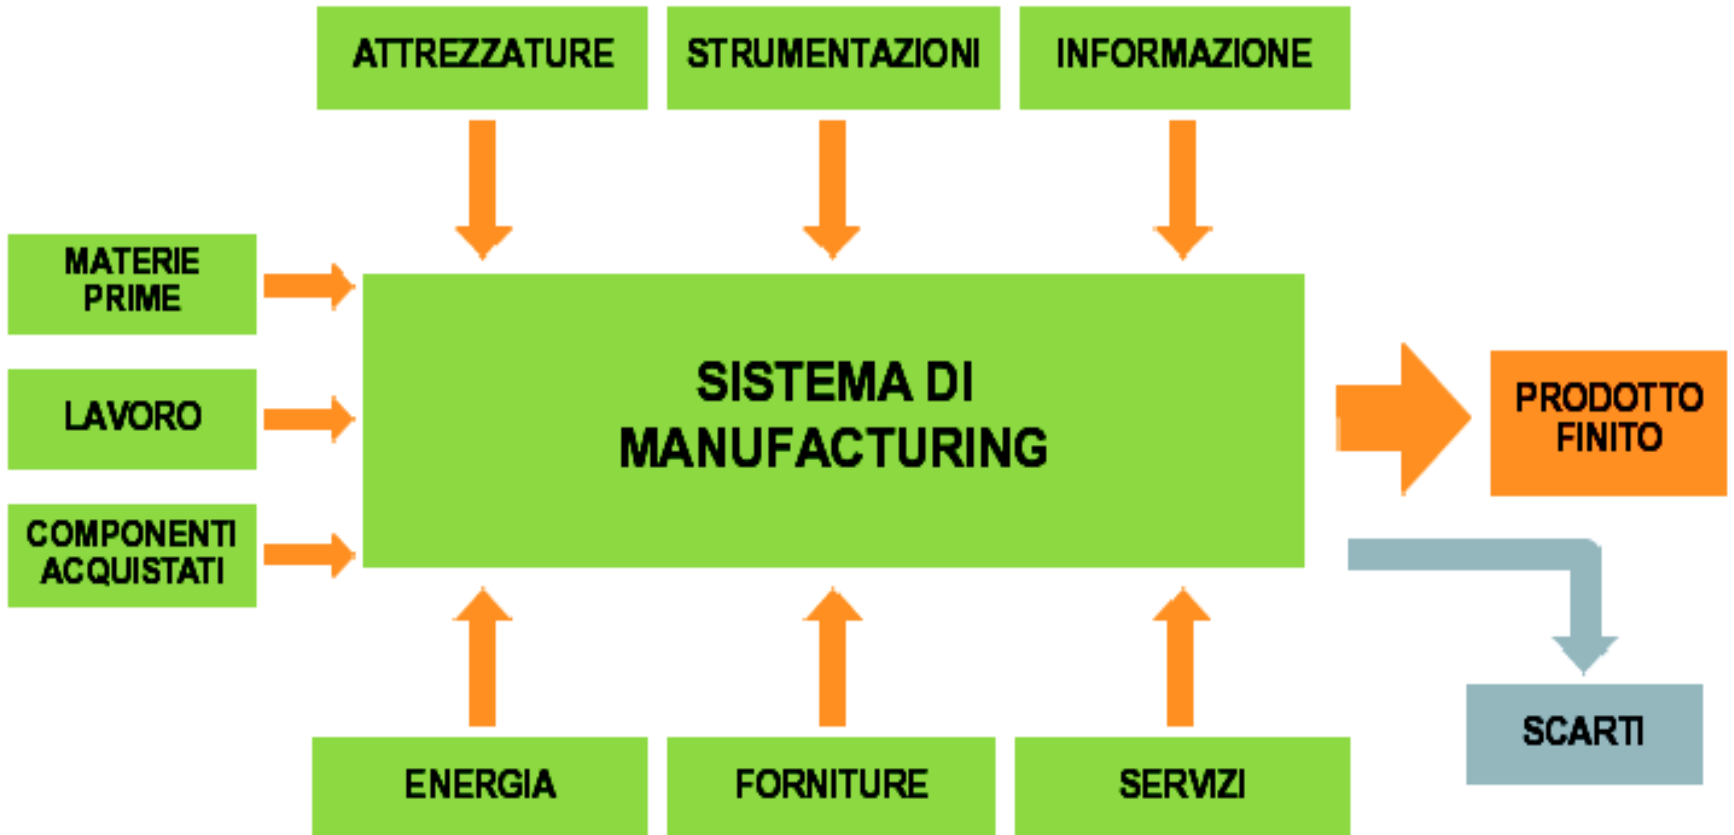 ATTREZZATURE
STRUMENTAZIONI
INFORMAZIONE
MATERIE
PRIME
LAVORO
COMPONENTI
ACQUISTATI
SISTEMA DI
MANUFACTURING
PRODOTTO
FINITO
SCARTI
ENERGIA
FORNITURE
SERVIZI